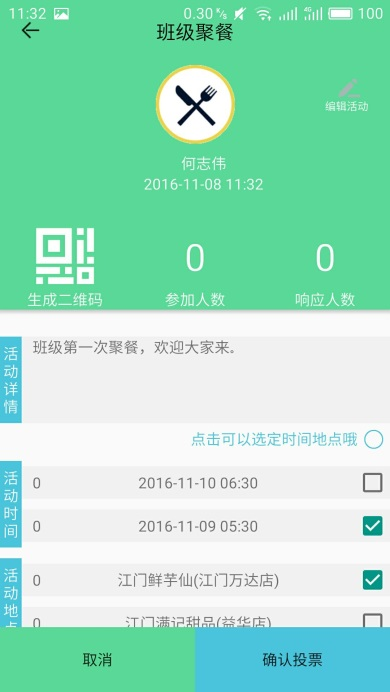 11:32 0.30 K/s 4G 100
班级聚餐
编辑活动
何志伟
2016-11-08 11:32
0 0
生成二维码 参加人数 响应人数
活动详情
班级第一次聚餐，欢迎大家来。
点击可以选定时间地点哦
活动时间
0 2016-11-10 06:30
0 2016-11-09 05:30
活动地点
0 江门鲜芋仙(江门万达店)
0 江门满记甜品(益华店)
取消 确认投票